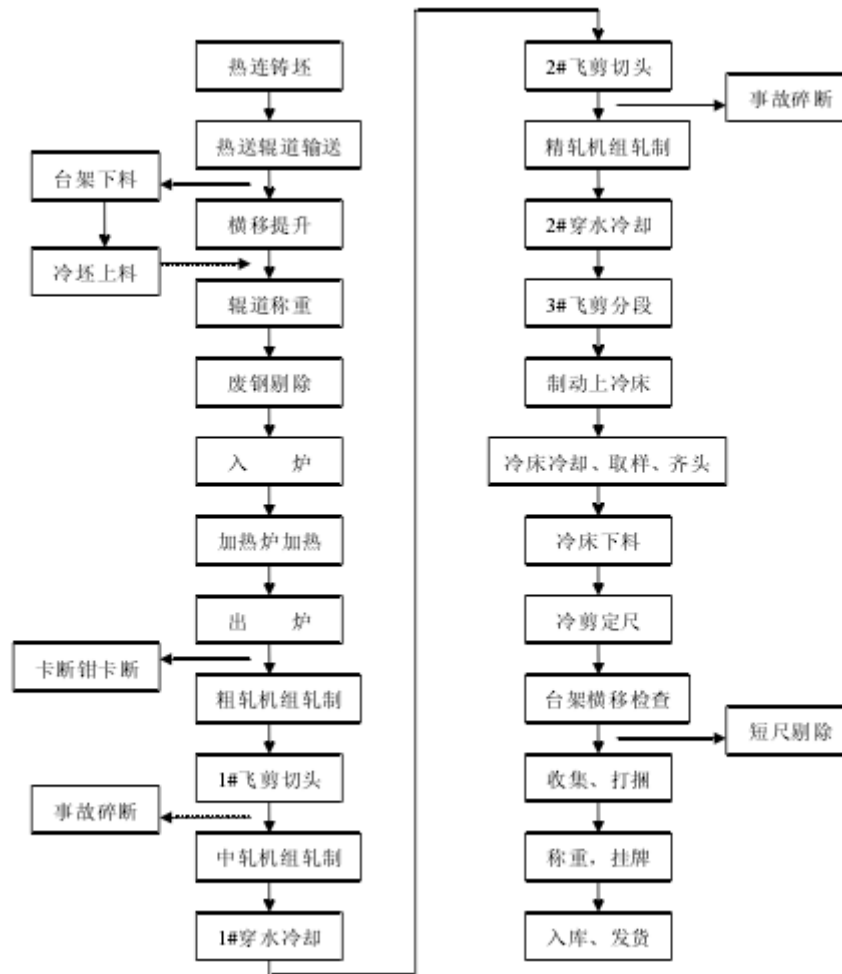 热连铸坯
热送辊道输送
台架下料
横移提升
冷坯上料
辊道称重
废钢剔除
入 炉
加热炉加热
出 炉
卡断钳卡断
粗轧机组轧制
1#飞剪切头
事故碎断
中轧机组轧制
1#穿水冷却
2#飞剪切头
事故碎断
精轧机组轧制
2#穿水冷却
3#飞剪分段
制动上冷床
冷床冷却、取样、齐头
冷床下料
冷剪定尺
台架横移检查
短尺剔除
收集、打捆
称重，挂牌
入库、发货